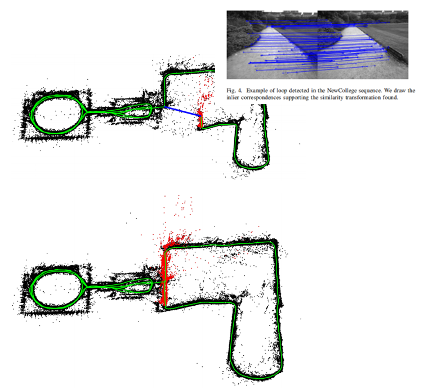 Fig. 4. Example of loop detected in the NewCollege sequence. We draw the
inlier correspondences supporting the similarity transformation found.